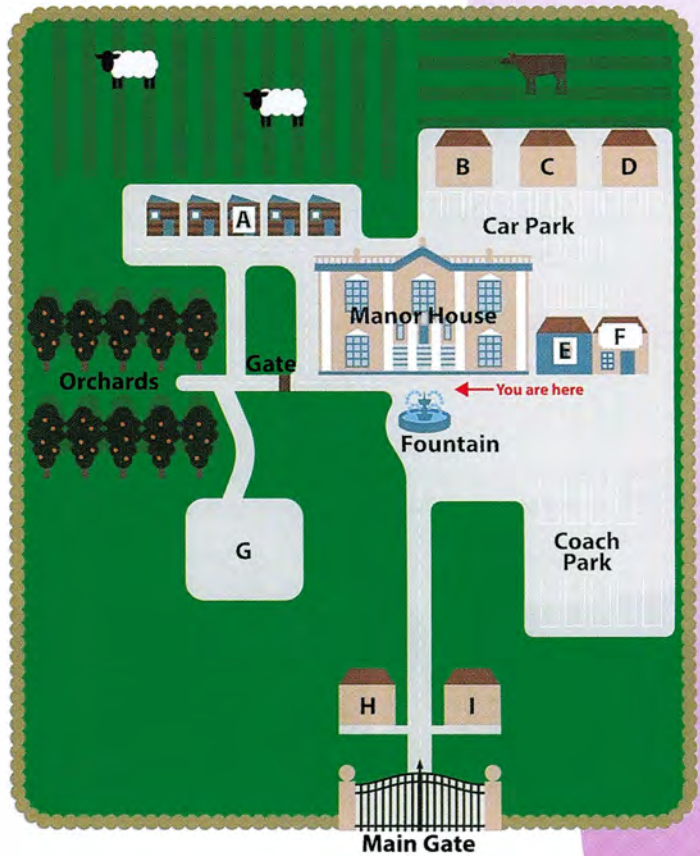 B
C
D
A
Car Park
Manor House
E
F
Gate
Orchards
You are here
Fountain
G
Coach
Park
H
I
Main Gate